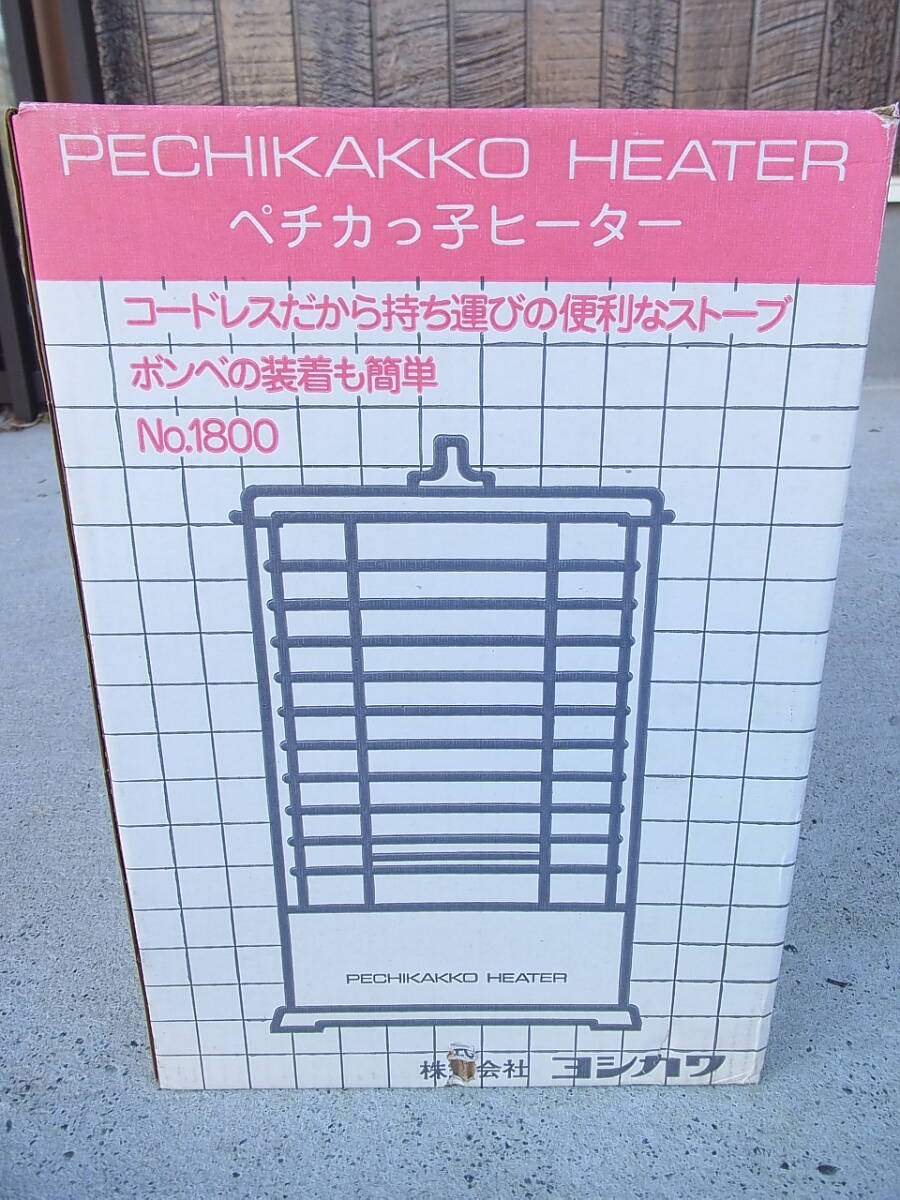 PECHIKAKKO HEATER
ペチカっ子ヒーター
コードレスだから持ち運びの便利なストーブ
ボンベの装着も簡単
No.1800
PECHIKAKKO HEATER
株式会社 ヨシカワ